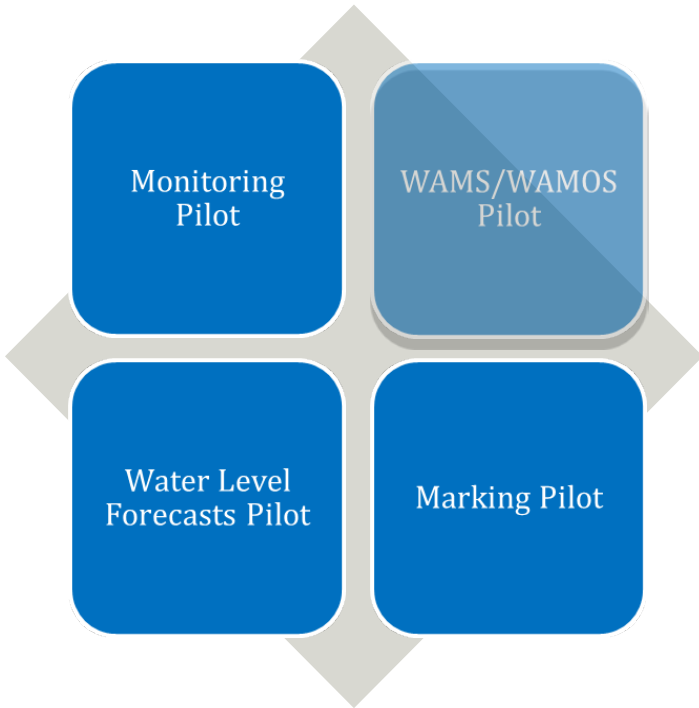 Monitoring
Pilot
WAMS/WAMOS
Pilot
Water Level
Forecasts Pilot
Marking Pilot